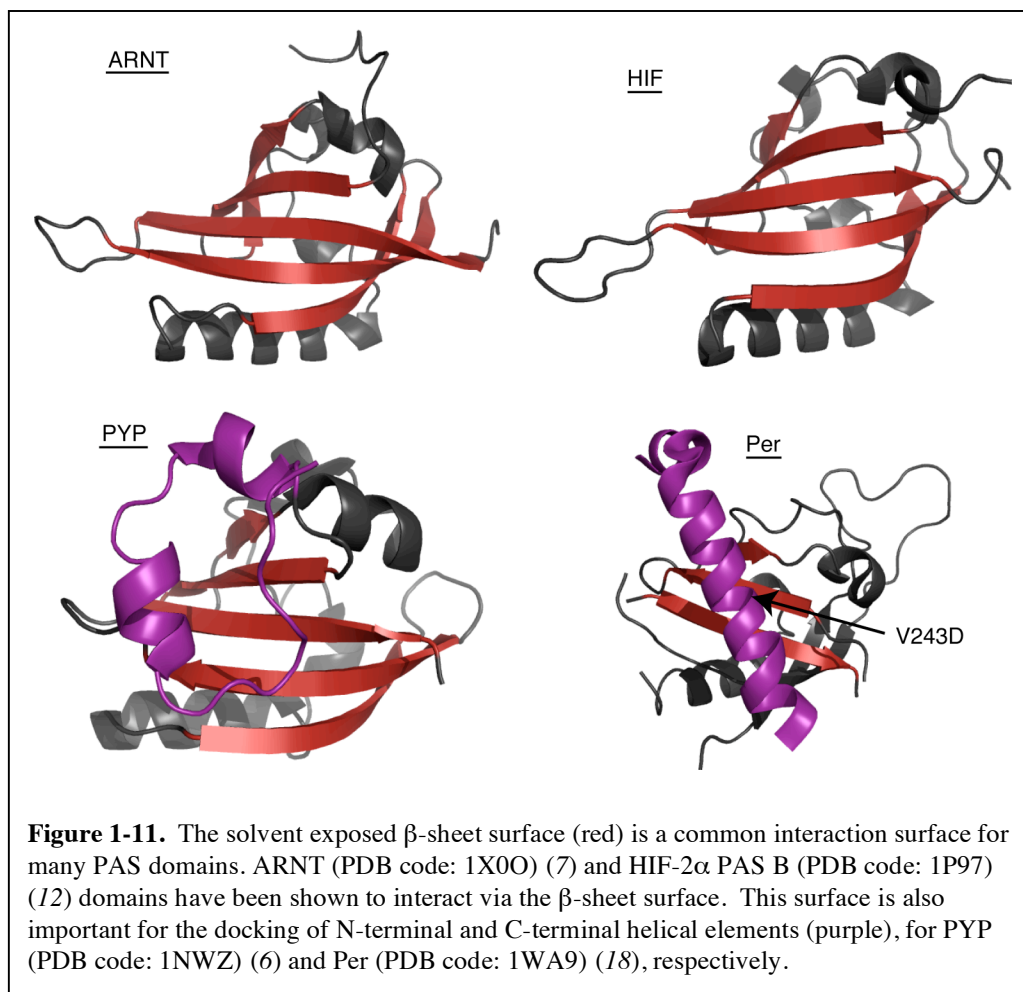 ARNT
HIF
PYP
Per
V243D
Figure 1-11. The solvent exposed β-sheet surface (red) is a common interaction surface for
many PAS domains. ARNT (PDB code: 1X0O) (7) and HIF-2α PAS B (PDB code: 1P97)
(12) domains have been shown to interact via the β-sheet surface.  This surface is also
important for the docking of N-terminal and C-terminal helical elements (purple), for PYP
(PDB code: 1NWZ) (6) and Per (PDB code: 1WA9) (18), respectively.